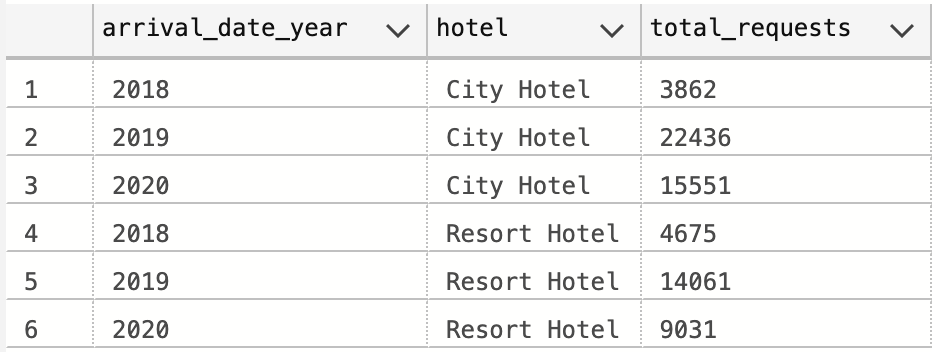 arrival_date_year hotel total_requests
1 2018 City Hotel 3862
2 2019 City Hotel 22436
3 2020 City Hotel 15551
4 2018 Resort Hotel 4675
5 2019 Resort Hotel 14061
6 2020 Resort Hotel 9031